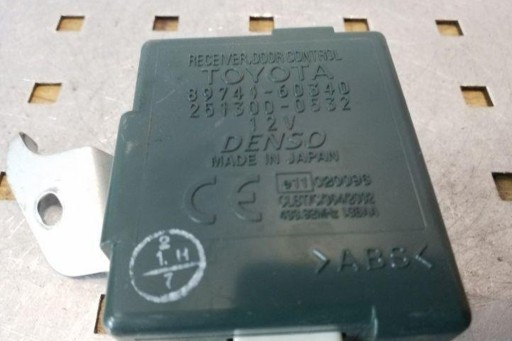 RECEIVER,DOOR CONTROL
TOYOTA
89741-60340
251300-0532
12V
DENSO
MADE IN JAPAN
CE
e11
>ABS<
2
1. H
7